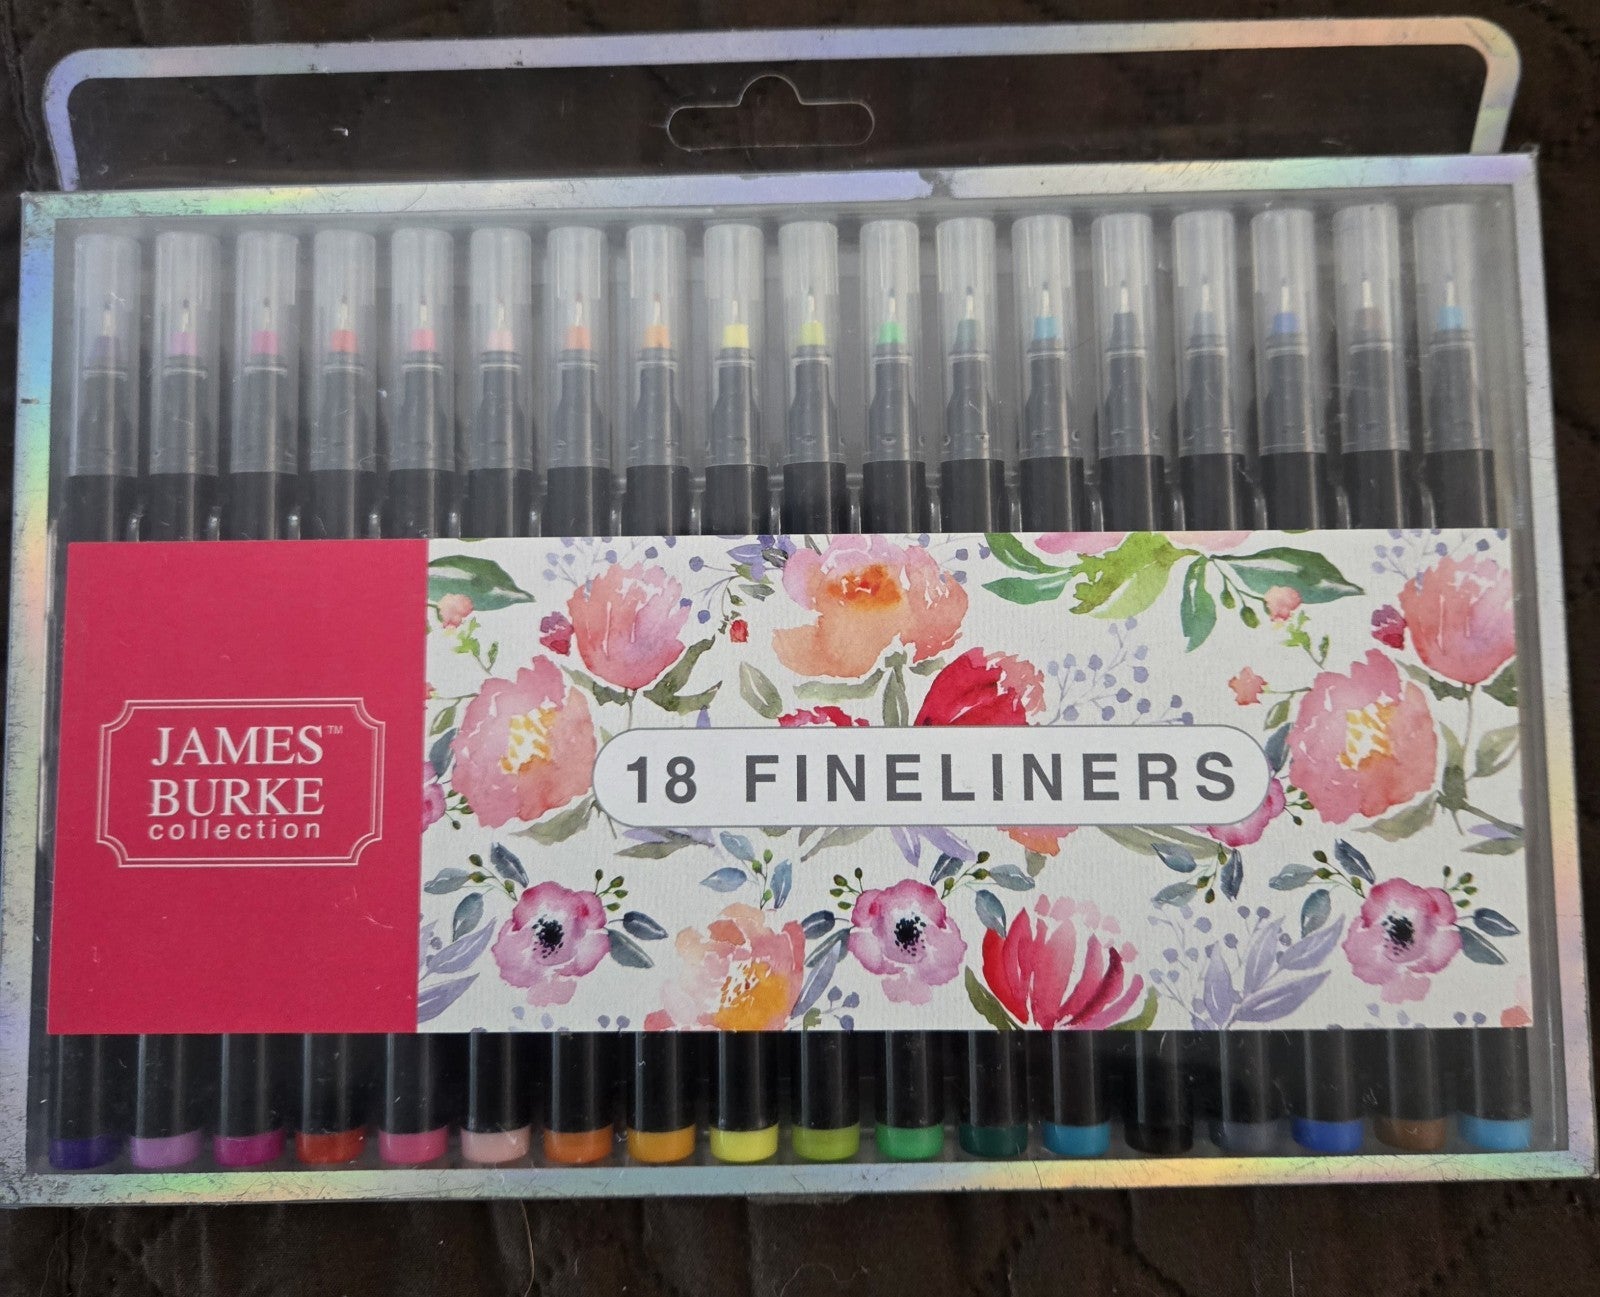 JAMES™
BURKE
collection
18 FINELINERS